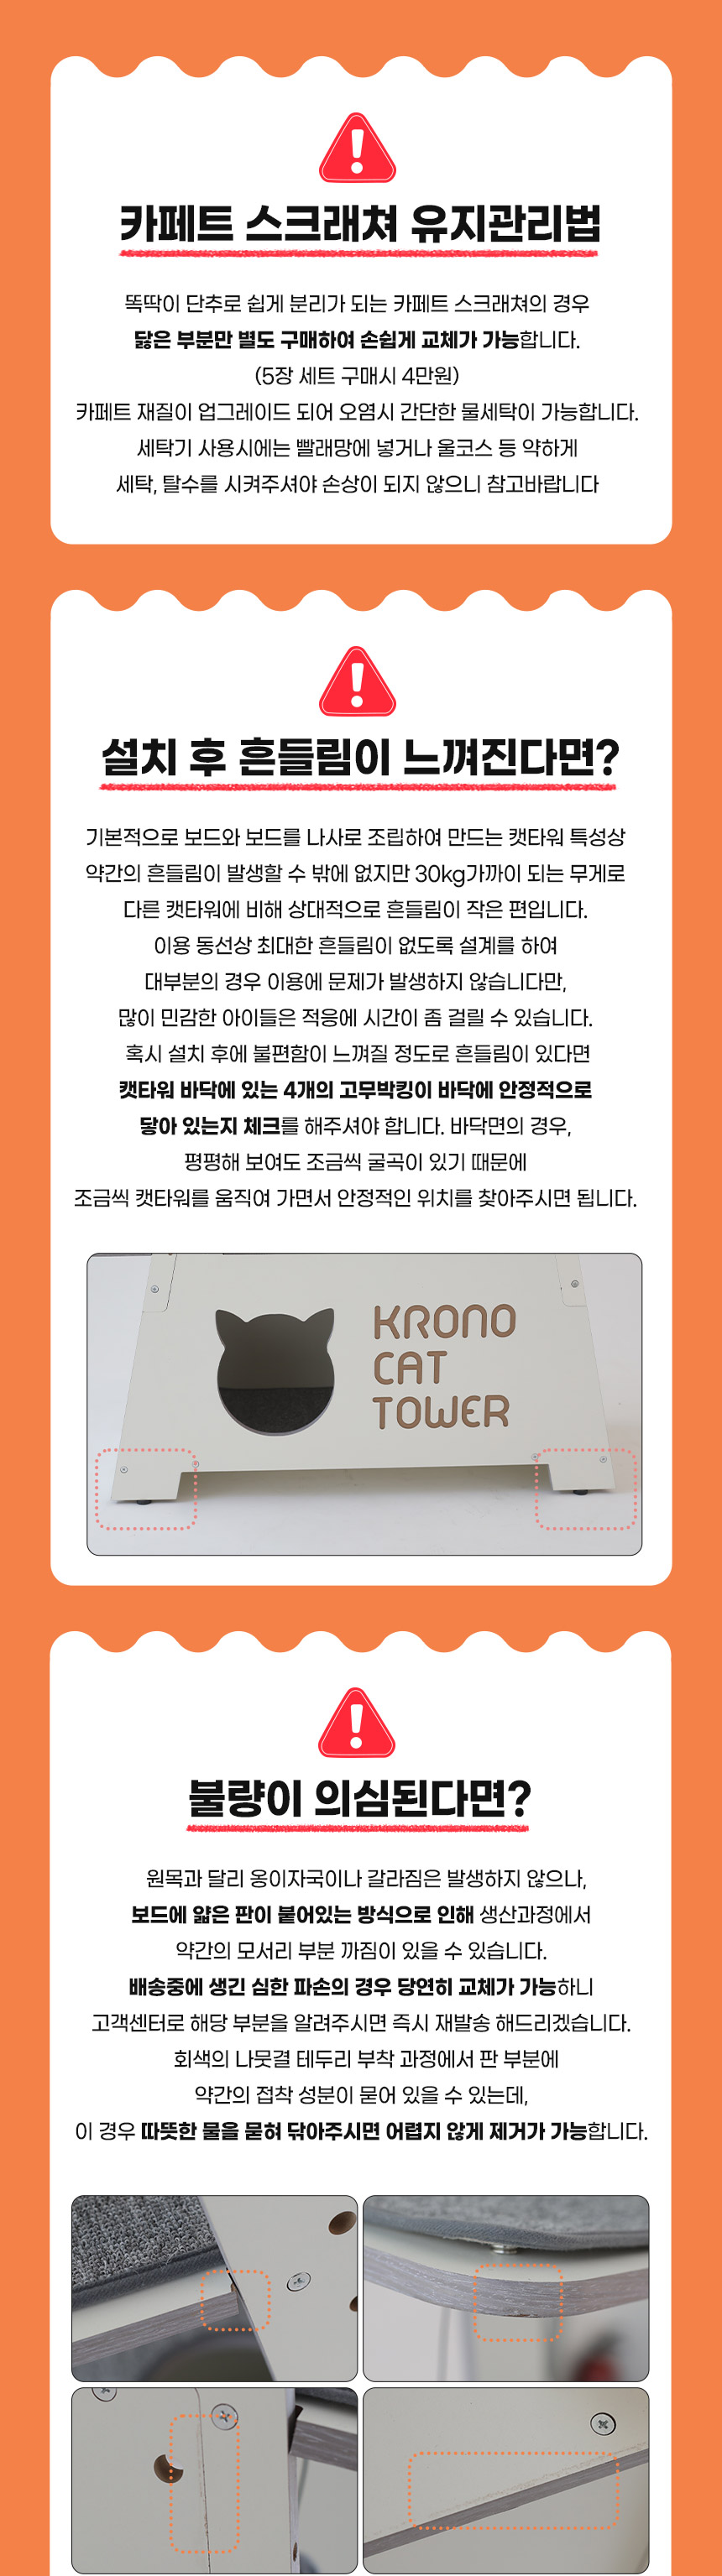 카페트 스크래쳐 유지관리법
똑딱이 단추로 쉽게 분리가 되는 카페트 스크래쳐의 경우
닳은 부분만 별도 구매하여 손쉽게 교체가 가능합니다.
(5장 세트 구매시 4만원)
카페트 재질이 업그레이드 되어 오염시 간단한 물세탁이 가능합니다.
세탁기 사용시에는 빨래망에 넣거나 울코스 등 약하게
세탁, 탈수를 시켜주셔야 손상이 되지 않으니 참고바랍니다
설치 후 흔들림이 느껴진다면?
기본적으로 보드와 보드를 나사로 조립하여 만드는 캣타워 특성상
약간의 흔들림이 발생할 수 밖에 없지만 30kg가까이 되는 무게로
다른 캣타워에 비해 상대적으로 흔들림이 작은 편입니다.
이용 동선상 최대한 흔들림이 없도록 설계를 하여
대부분의 경우 이용에 문제가 발생하지 않습니다만,
많이 민감한 아이들은 적응에 시간이 좀 걸릴 수 있습니다.
혹시 설치 후에 불편함이 느껴질 정도로 흔들림이 있다면
캣타워 바닥에 있는 4개의 고무박킹이 바닥에 안정적으로
닿아 있는지 체크를 해주셔야 합니다. 바닥면의 경우,
평평해 보여도 조금씩 굴곡이 있기 때문에
조금씩 캣타워를 움직여 가면서 안정적인 위치를 찾아주시면 됩니다.
KRONO
CAT
TOWER
불량이 의심된다면?
원목과 달리 옹이자국이나 갈라짐은 발생하지 않으나,
보드에 얇은 판이 붙어있는 방식으로 인해 생산과정에서
약간의 모서리 부분 까짐이 있을 수 있습니다.
배송중에 생긴 심한 파손의 경우 당연히 교체가 가능하니
고객센터로 해당 부분을 알려주시면 즉시 재발송 해드리겠습니다.
회색의 나뭇결 테두리 부착 과정에서 판 부분에
약간의 접착 성분이 묻어 있을 수 있는데,
이 경우 따뜻한 물을 묻혀 닦아주시면 어렵지 않게 제거가 가능합니다.